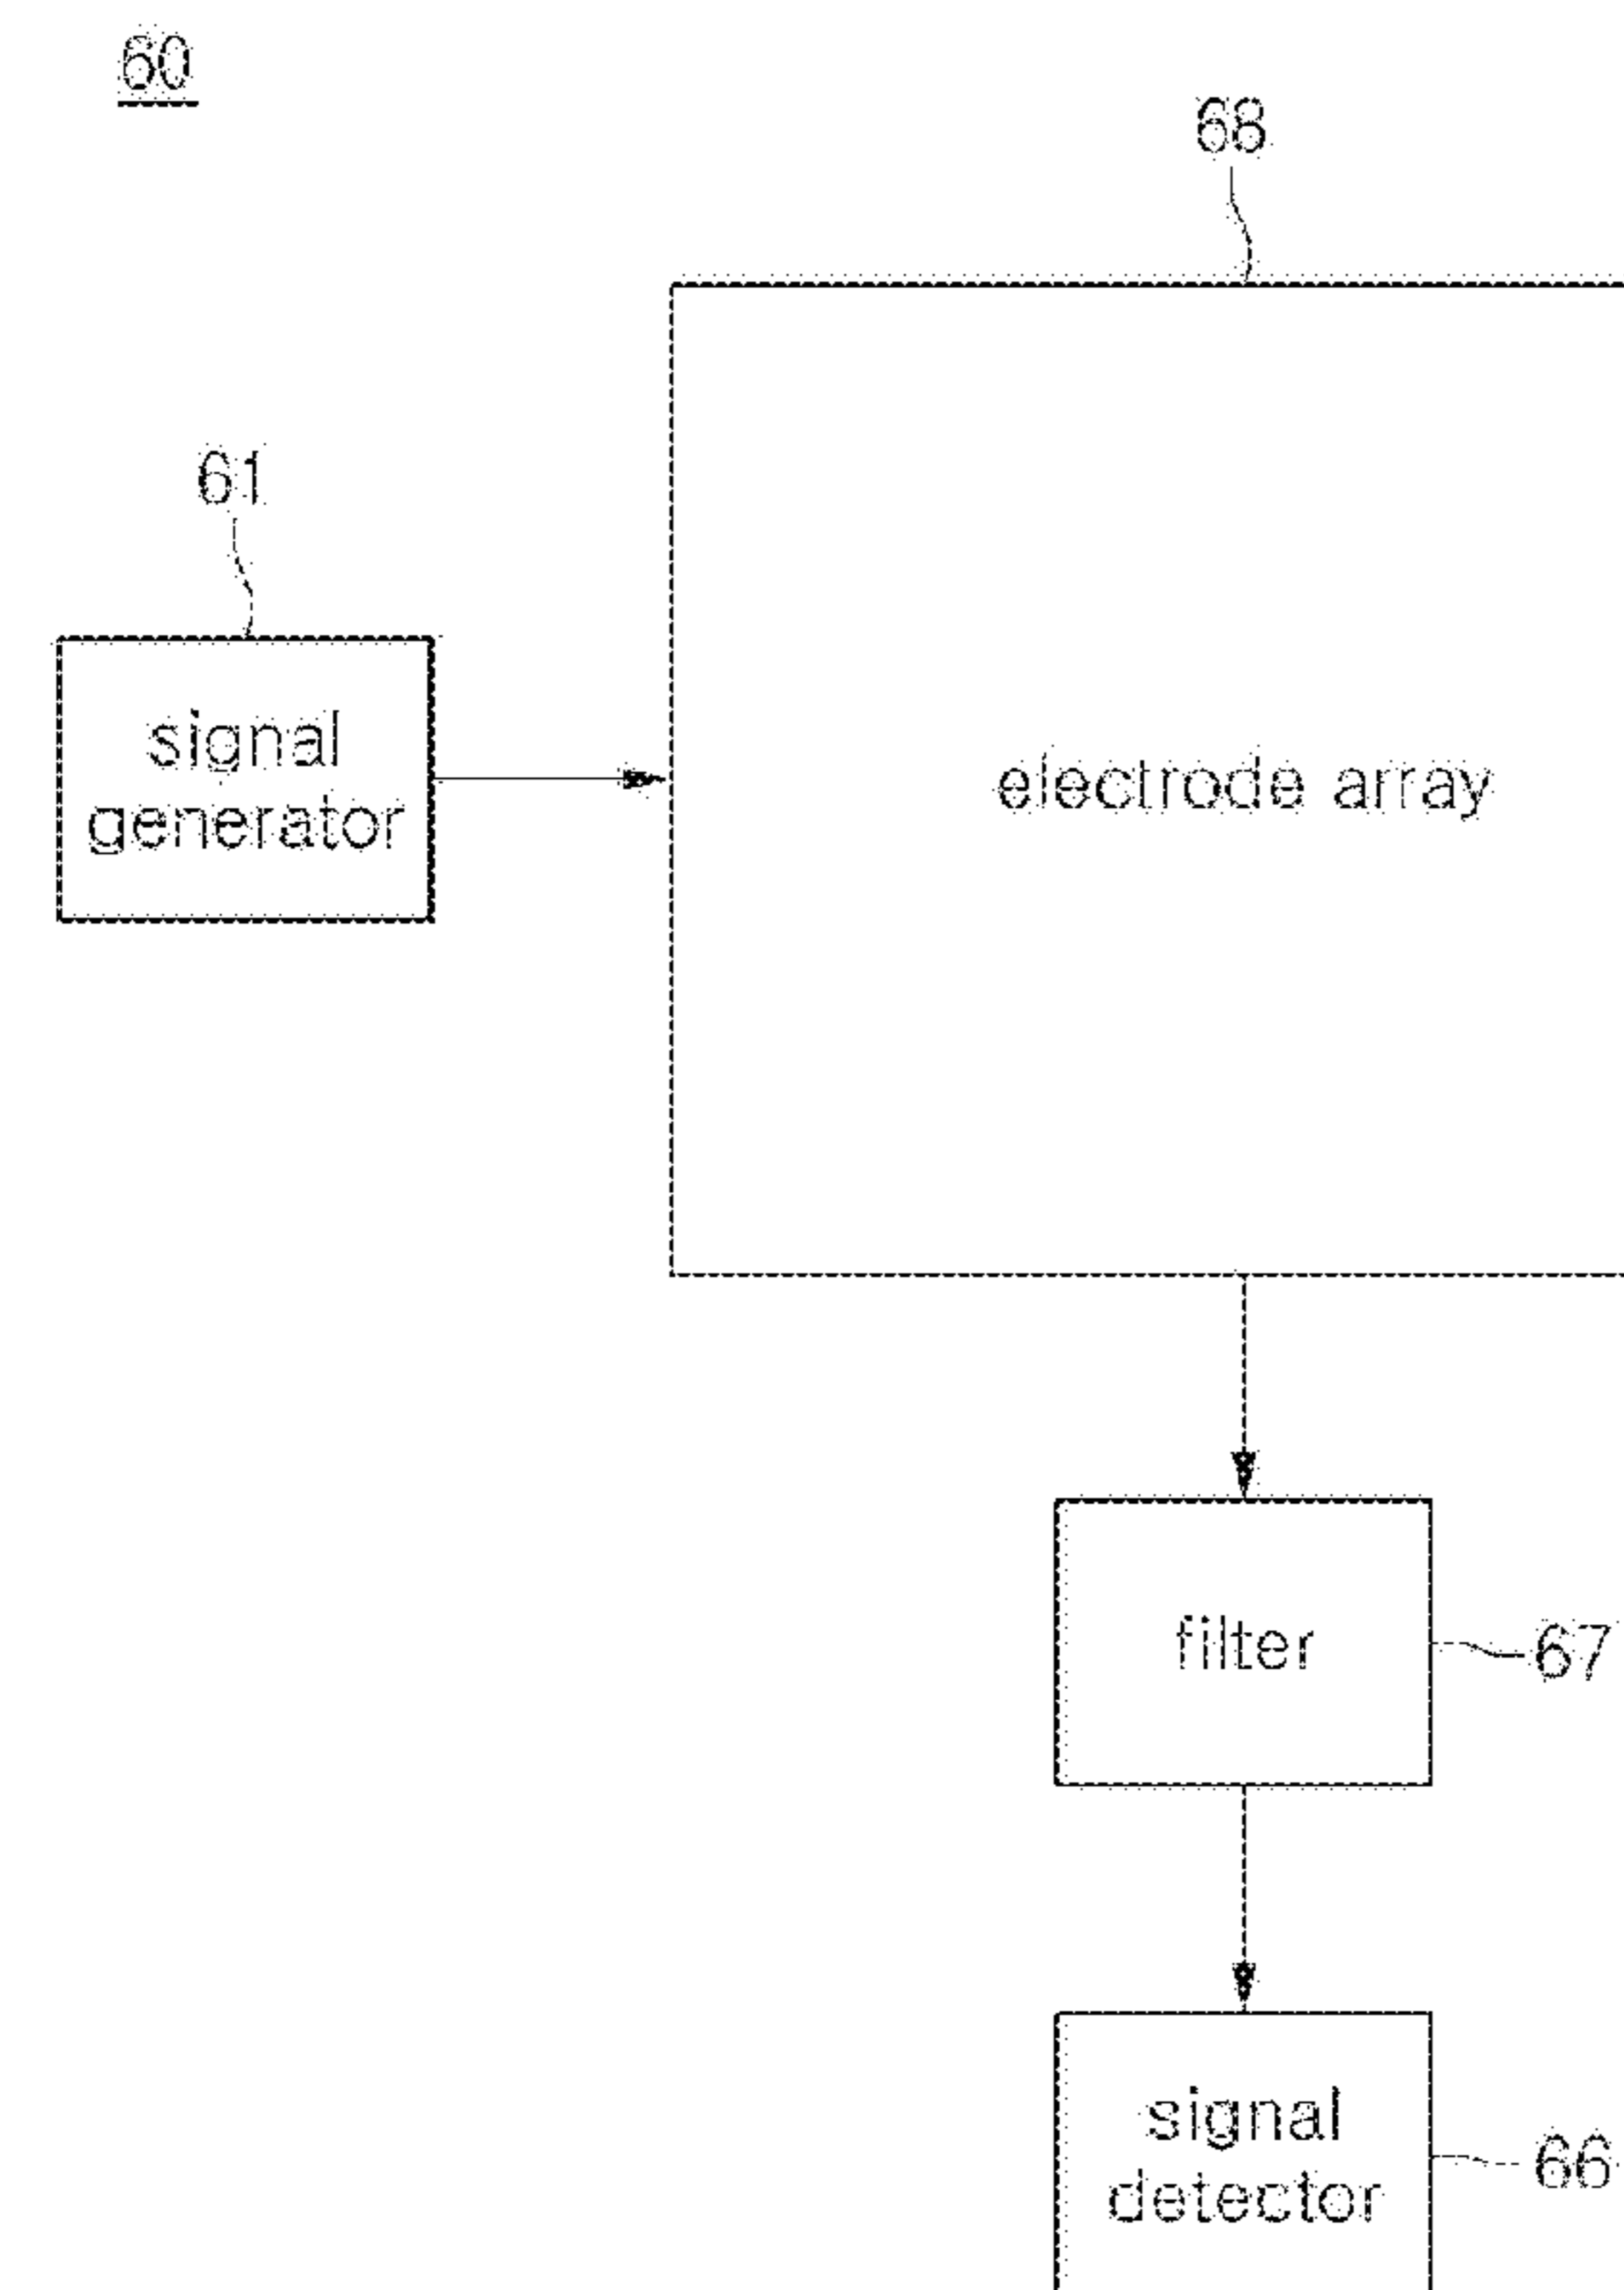 60
68
61
signal
generator
electrode array
filter
67
signal
detector
66